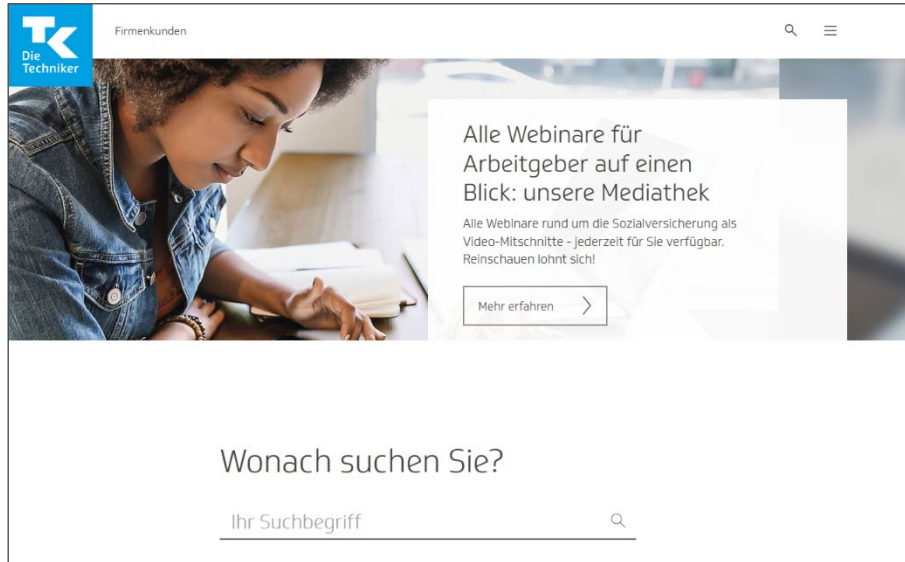 TK
Die
Techniker
Firmenkunden
Alle Webinare für
Arbeitgeber auf einen
Blick: unsere Mediathek
Alle Webinare rund um die Sozialversicherung als
Video-Mitschnitte - jederzeit für Sie verfügbar.
Reinschauen lohnt sich!
Mehr erfahren
Wonach suchen Sie?
Ihr Suchbegriff